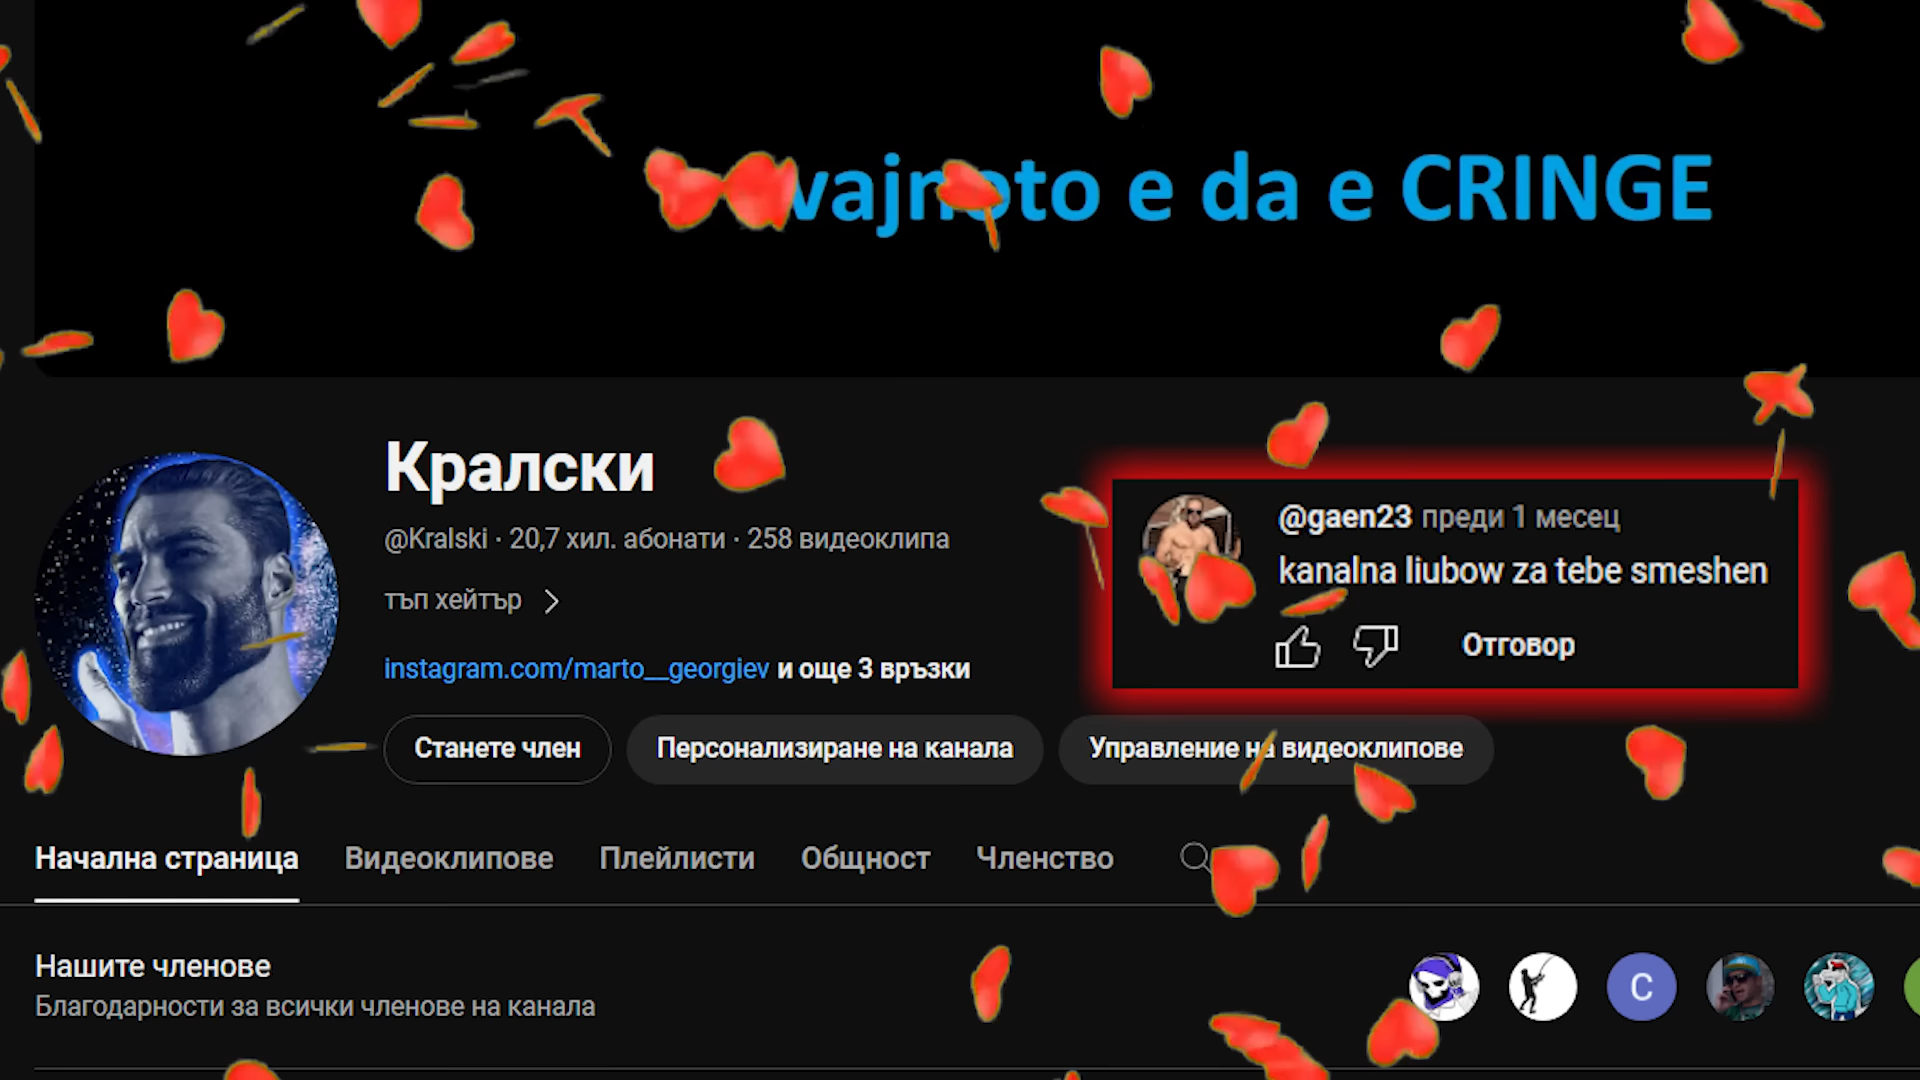 vajnoto e da e CRINGE
Кралски
@Kralski · 20,7 хил. абонати · 258 видеоклипа
тъп хейтър
instagram.com/marto__georgiev и още 3 връзки
@gaen23 преди 1 месец
kanalna liubow za tebe smeshen
Отговор
Станете член
Персонализиране на канала
Управление на видеоклипове
Начална страница
Видеоклипове
Плейлисти
Общност
Членство
Нашите членове
Благодарности за всички членове на канала
C